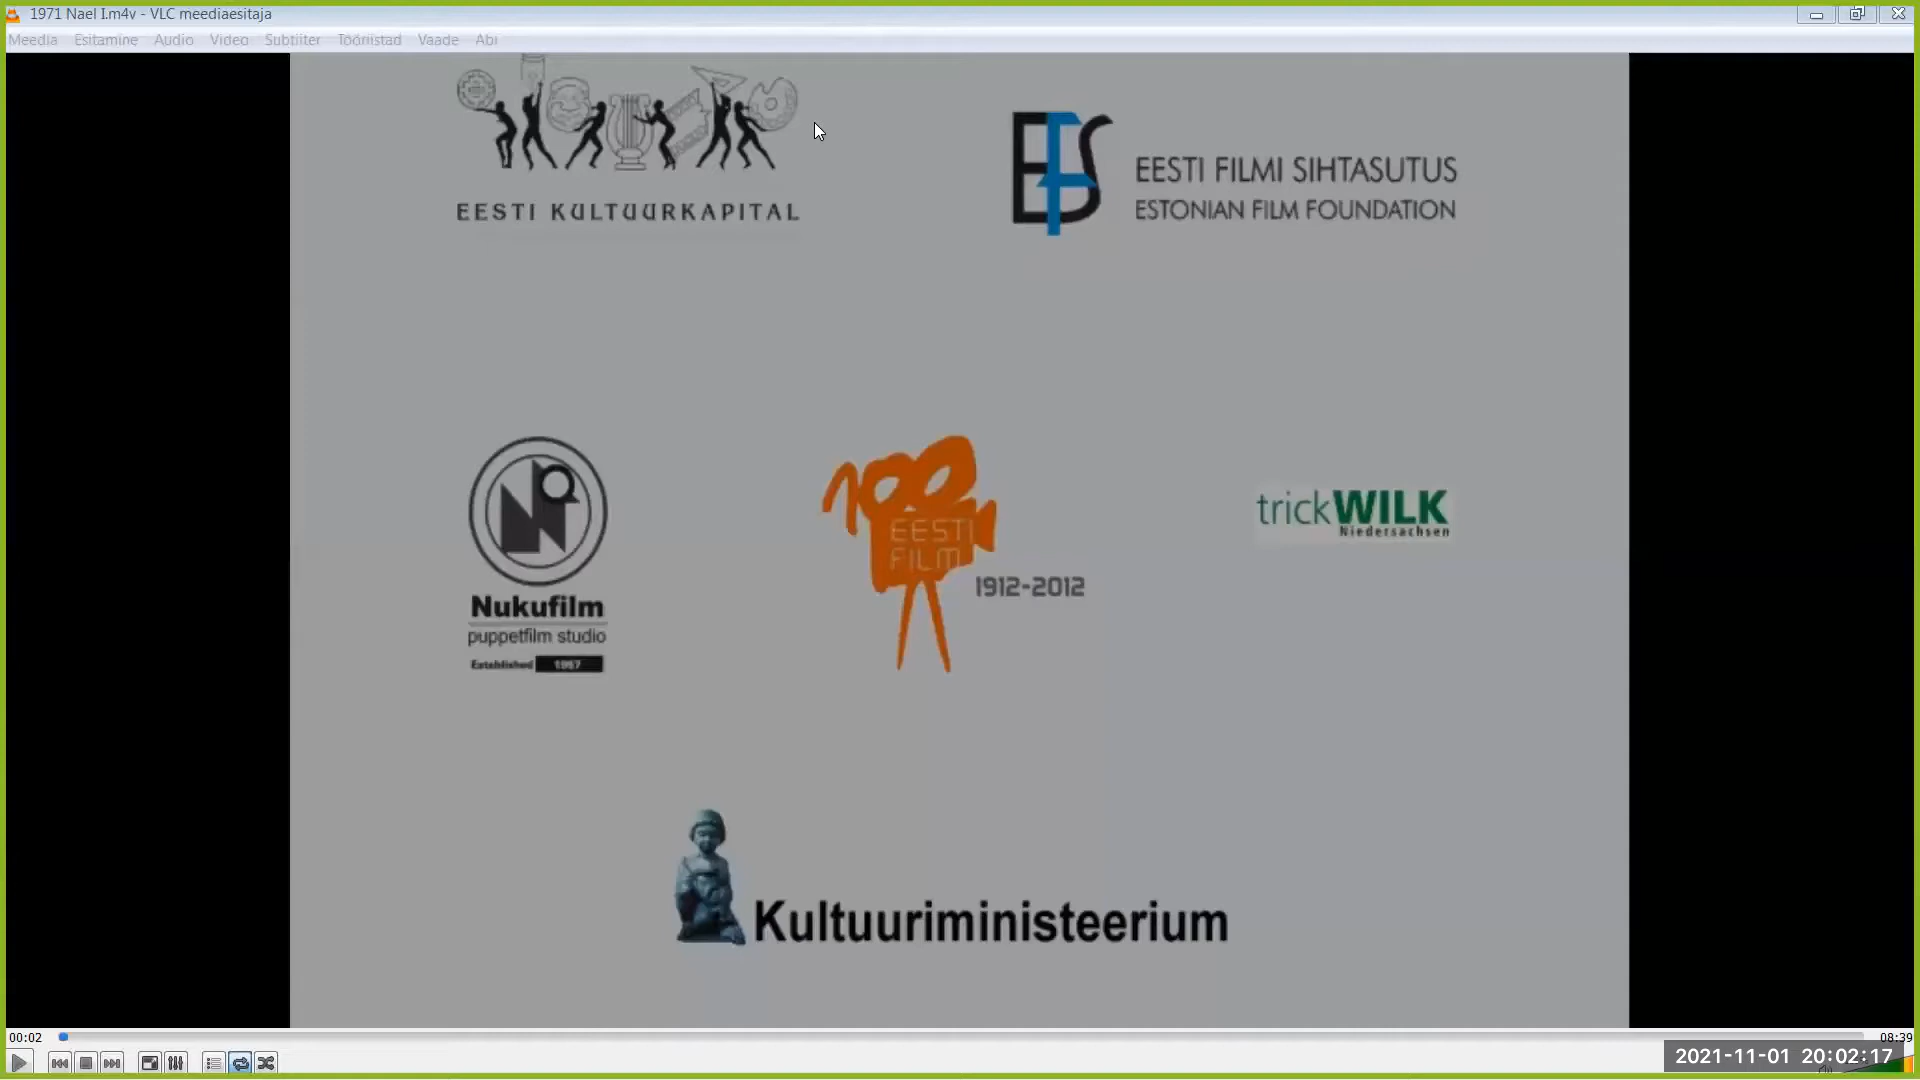 1971 Nael I.m4v - VLC meediaesitaja
Meedia Esitamine Audio Video Subtiiter Tööriistad Vaade Abi
EESTI KULTUURKAPITAL
EFS
EESTI FILMI SIHTASUTUS
ESTONIAN FILM FOUNDATION
100
EESTI
FILM
1912-2012
trickWILK
Niedersachsen
Nukufilm
puppetfilm studio
Established 1957
Kultuuriministeerium
00:02
08:39
2021-11-01 20:02:17